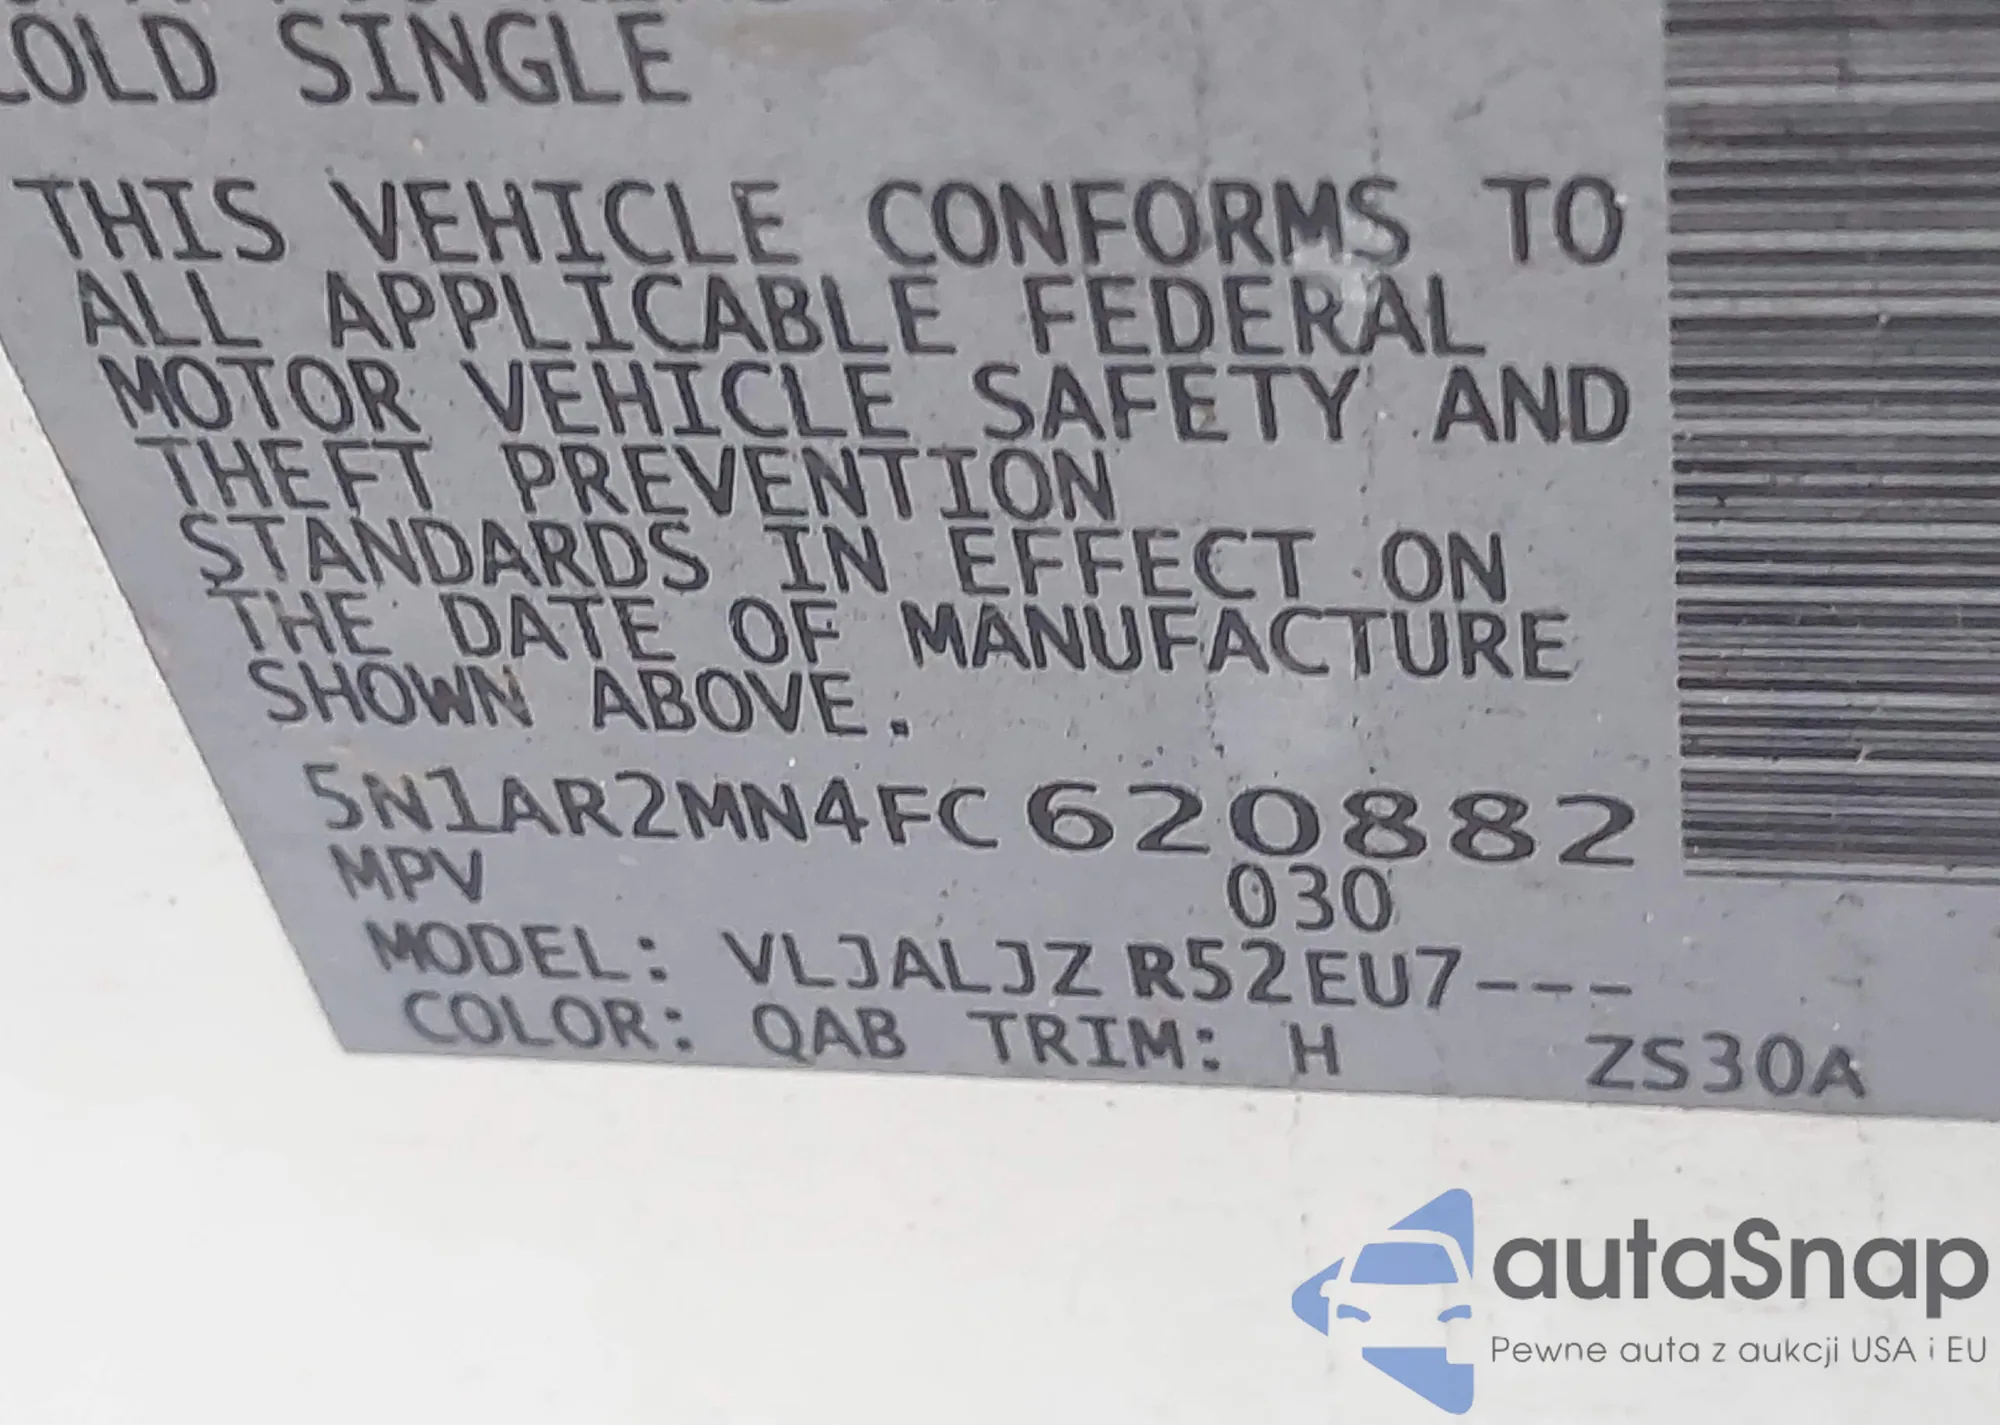 COLD SINGLE
THIS VEHICLE CONFORMS TO
ALL APPLICABLE FEDERAL
MOTOR VEHICLE SAFETY AND
THEFT PREVENTION
STANDARDS IN EFFECT ON
THE DATE OF MANUFACTURE
SHOWN ABOVE.
5N1AR2MN4FC620882
MPV 030
MODEL: VLJALJZ R52EU7---
COLOR: QAB TRIM: H ZS30A
autaSnap
Pewne auta z aukcji USA i EU